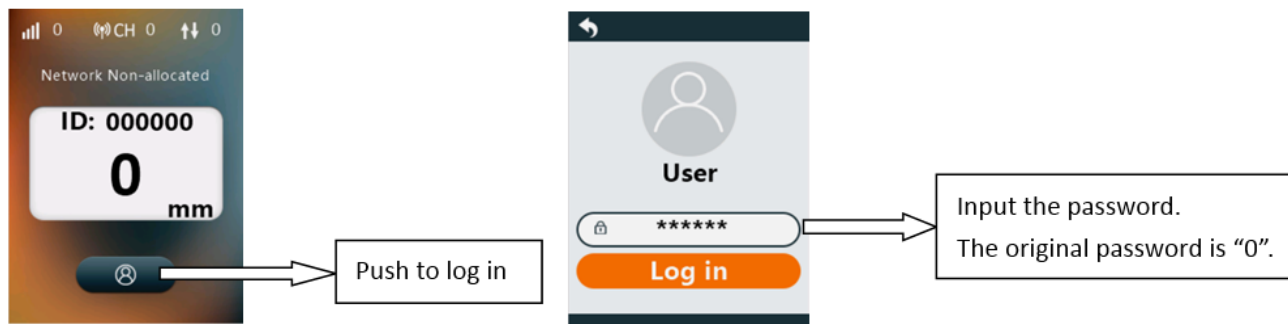 0 CH 0 0
Network Non-allocated
ID: 000000
0
mm
Push to log in
User
******
Log in
Input the password.
The original password is “0”.